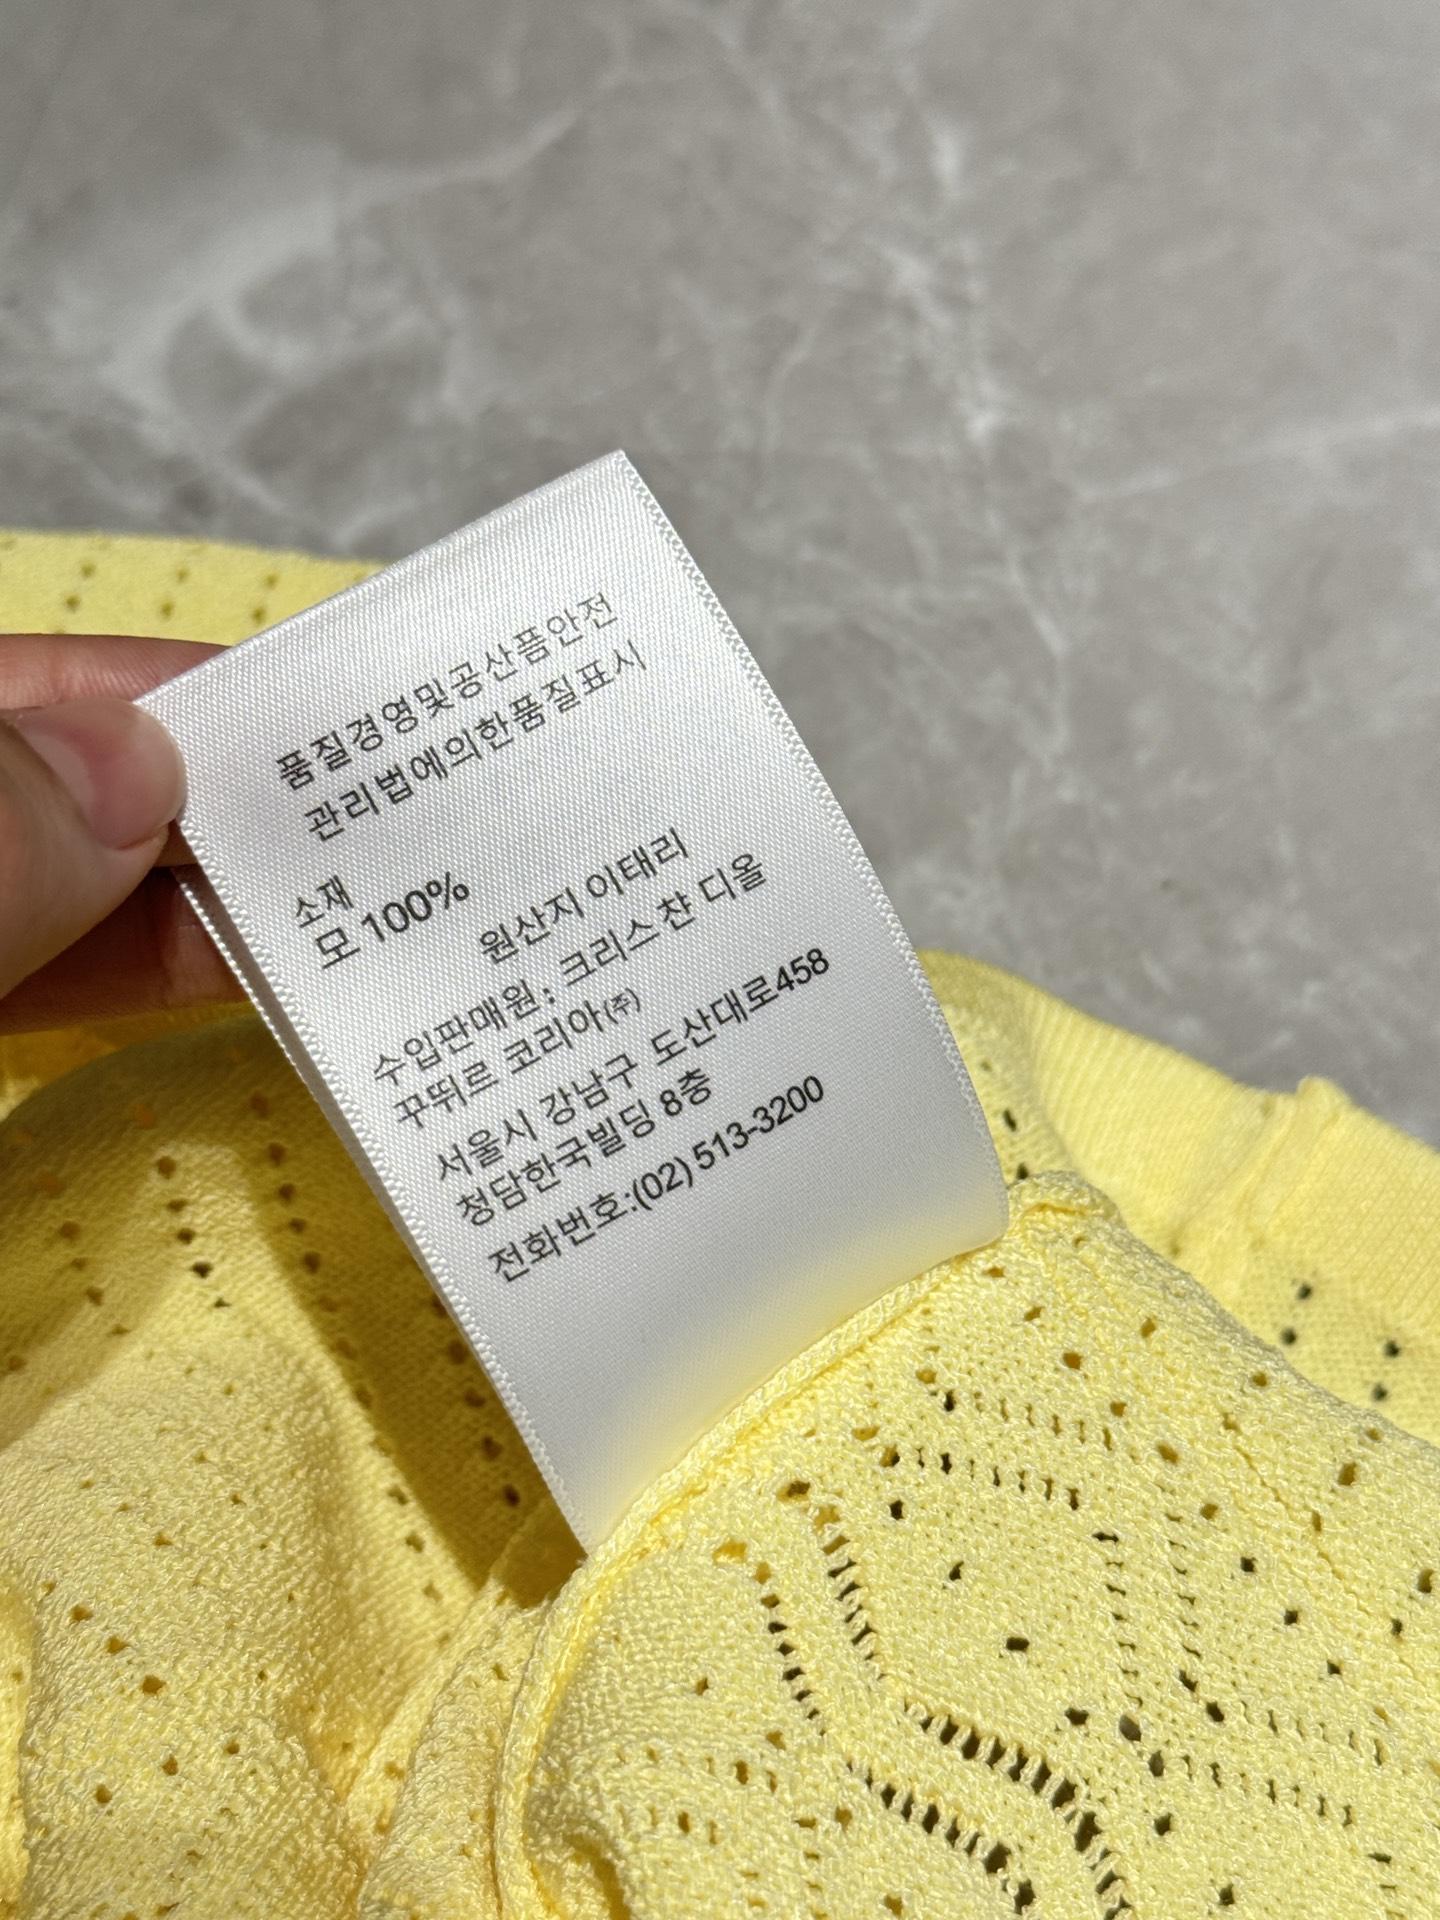 품질경영및공산품안전
관리법에의한품질표시
소재
모 100%
원산지 이태리
수입판매원: 크리스 챤 디올
꾸뛰르 코리아(주)
서울시 강남구 도산대로458
청담한국빌딩 8층
전화번호:(02) 513-3200